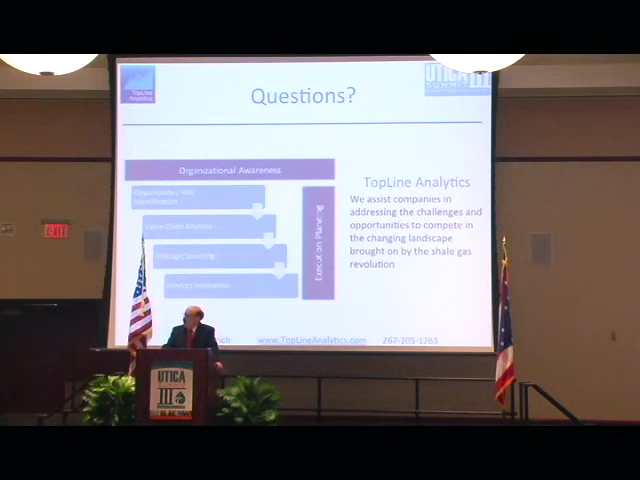 TopLine
Analytics
UTICA
SUMMIT III
Questions?
Organizational Awareness
Opportunity / Risk
Identification
Value Chain Analysis
Strategic Sourcing
Execution Planning
TopLine Analytics
We assist companies in
addressing the challenges and
opportunities to compete in
the changing landscape
brought on by the shale gas
revolution
www.TopLineAnalytics.com 267-205-1263
EXIT
UTICA
III